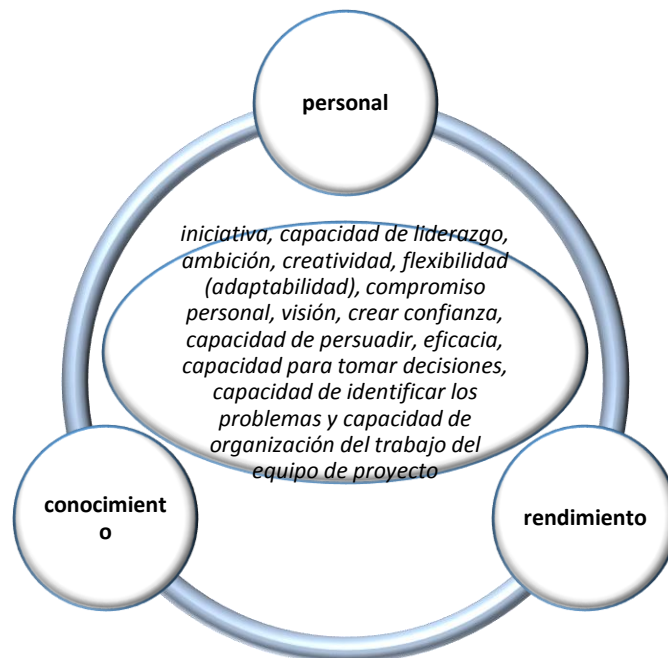 personal
iniciativa, capacidad de liderazgo,
ambición, creatividad, flexibilidad
(adaptabilidad), compromiso
personal, visión, crear confianza,
capacidad de persuadir, eficacia,
capacidad para tomar decisiones,
capacidad de identificar los
problemas y capacidad de
organización del trabajo del
equipo de proyecto
conocimient
o
rendimiento